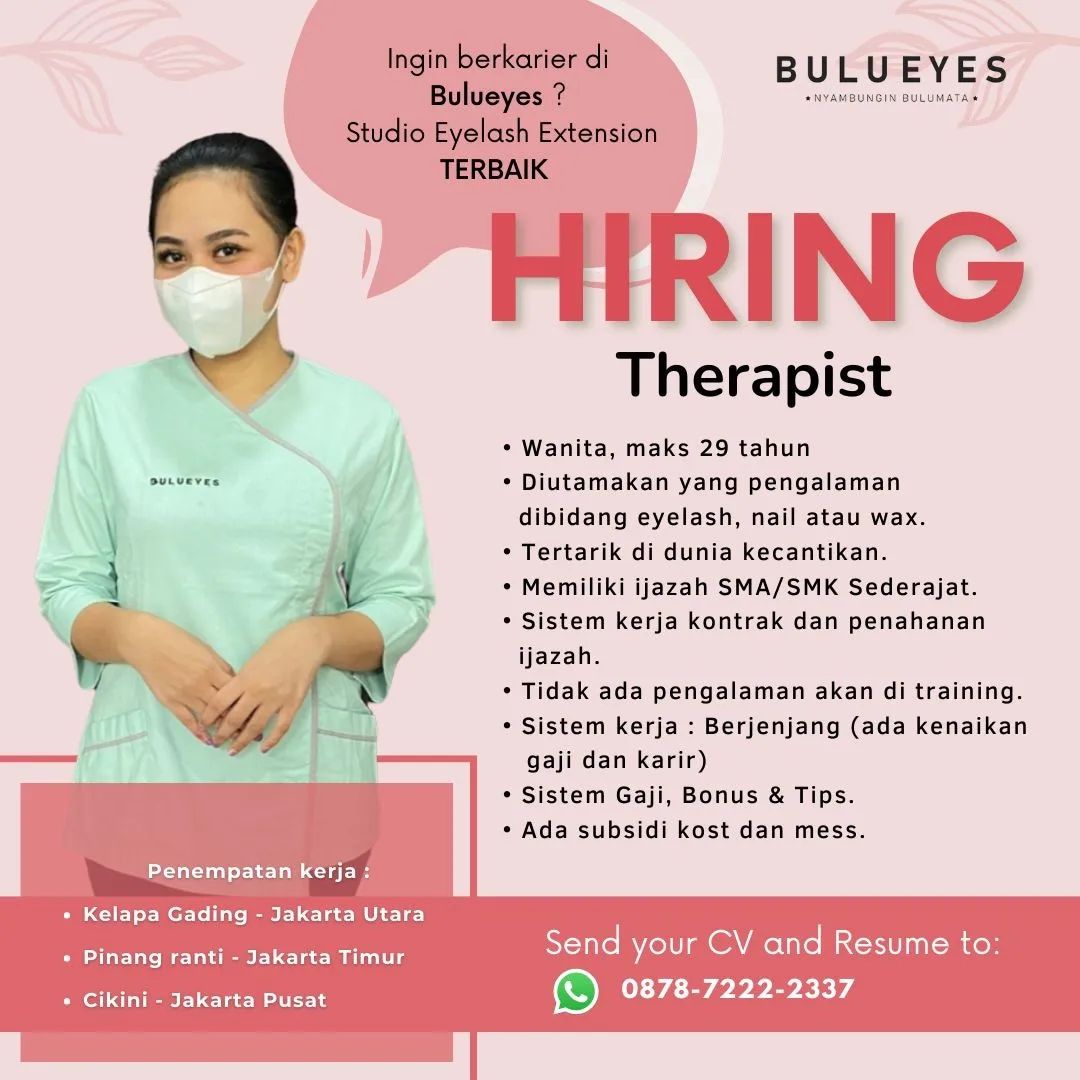 Ingin berkarier di
Bulueyes ?
Studio Eyelash Extension
TERBAIK
BULUEYES
★NYAMBUNGIN BULUMATA★
HIRING
Therapist
BULUEYES
• Wanita, maks 29 tahun
• Diutamakan yang pengalaman
dibidang eyelash, nail atau wax.
• Tertarik di dunia kecantikan.
• Memiliki ijazah SMA/SMK Sederajat.
• Sistem kerja kontrak dan penahanan
ijazah.
• Tidak ada pengalaman akan di training.
• Sistem kerja : Berjenjang (ada kenaikan
gaji dan karir)
• Sistem Gaji, Bonus & Tips.
• Ada subsidi kost dan mess.
Penempatan kerja :
• Kelapa Gading - Jakarta Utara
• Pinang ranti - Jakarta Timur
• Cikini - Jakarta Pusat
Send your CV and Resume to:
0878-7222-2337